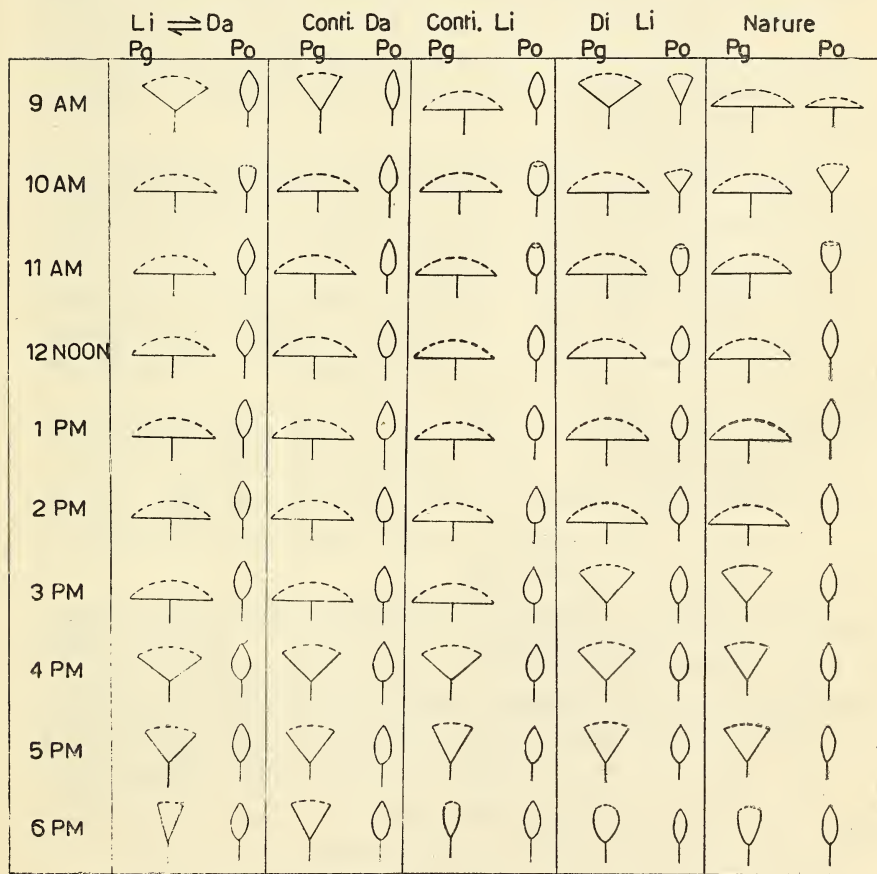 Li ⇌ Da Conti. Da Conti. Li Di Li Nature
Pg Po Pg Po Pg Po Pg Po Pg Po
9 AM
10 AM
11 AM
12 NOON
1 PM
2 PM
3 PM
4 PM
5 PM
6 PM